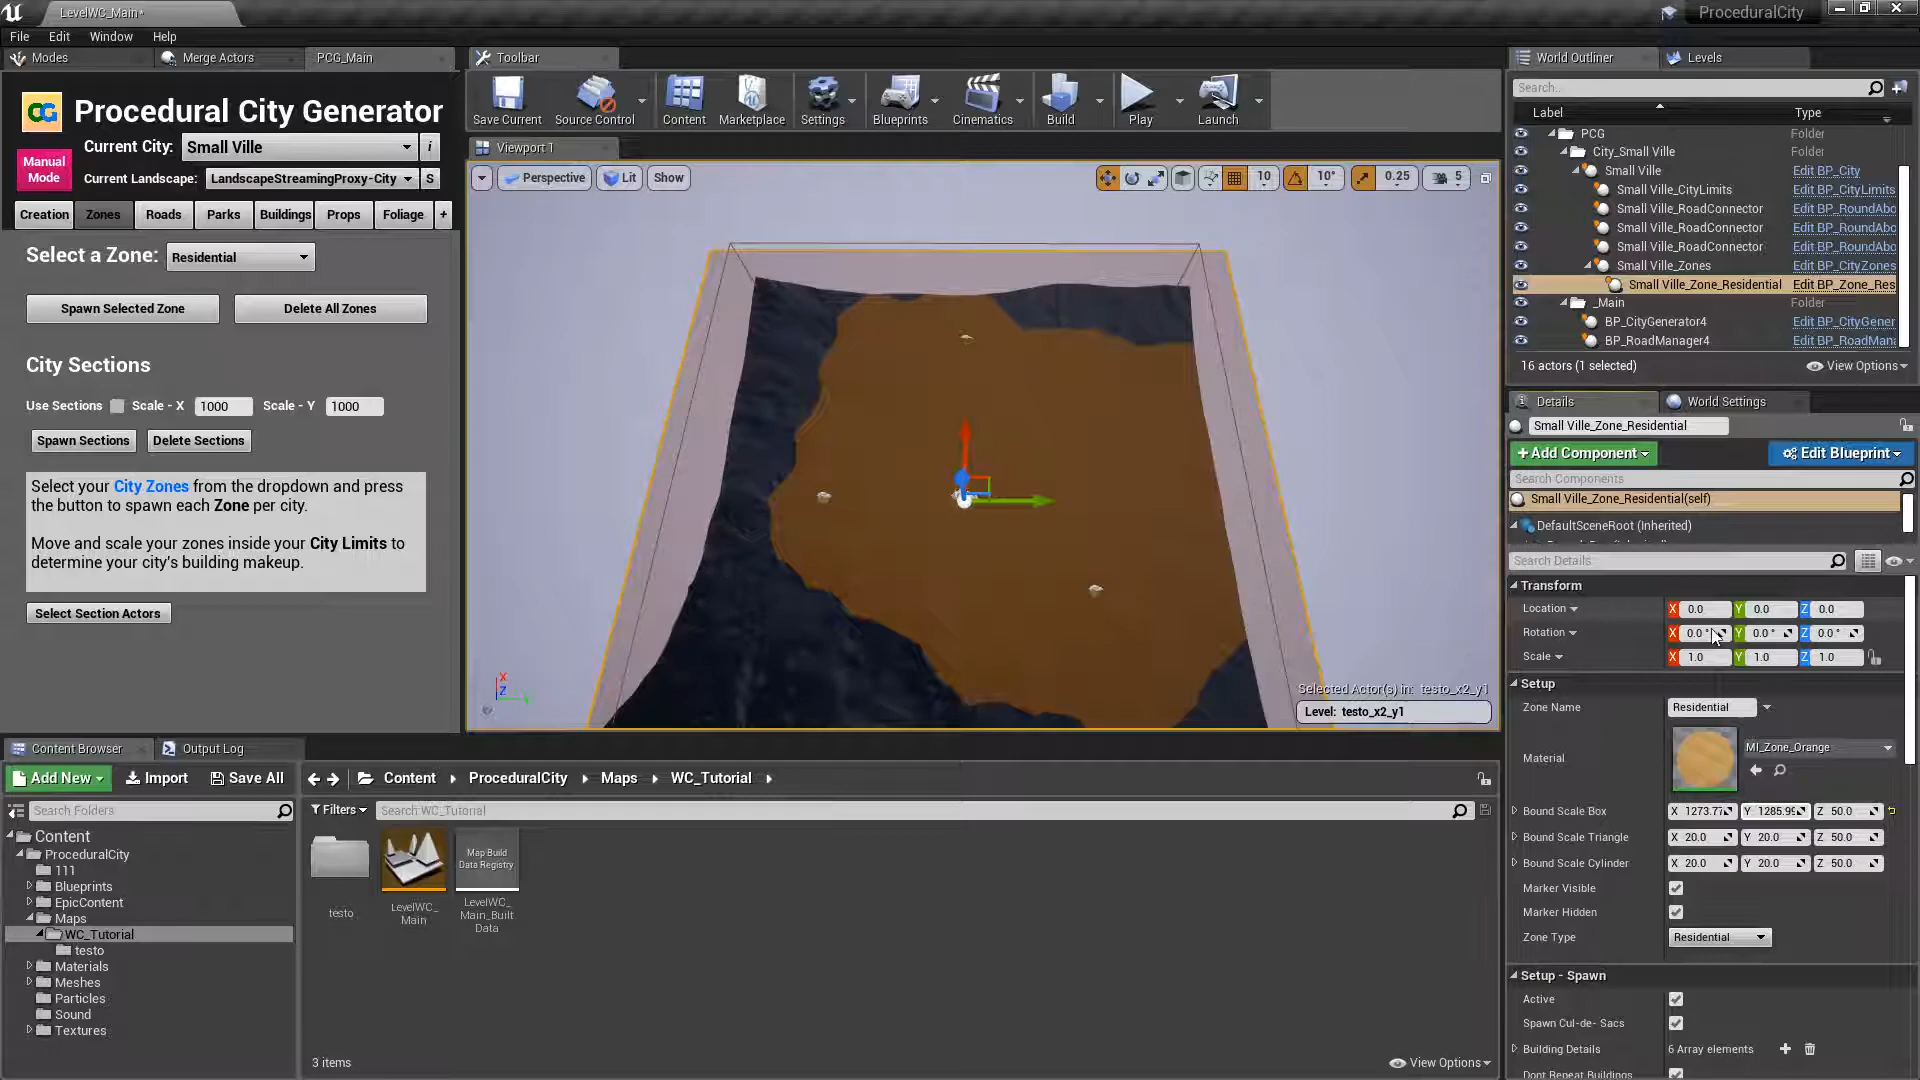 LevelWC_Main*
ProceduralCity
File Edit Window Help
Modes
Merge Actors
PCG_Main
Procedural City Generator
Manual Mode
Current City: Small Ville i
Current Landscape: LandscapeStreamingProxy-City S
Creation Zones Roads Parks Buildings Props Foliage +
Select a Zone: Residential
Spawn Selected Zone Delete All Zones
City Sections
Use Sections Scale - X 1000 Scale - Y 1000
Spawn Sections Delete Sections
Select your City Zones from the dropdown and press
the button to spawn each Zone per city.
Move and scale your zones inside your City Limits to
determine your city's building makeup.
Select Section Actors
Toolbar
Save Current Source Control Content Marketplace Settings Blueprints Cinematics Build Play Launch
Viewport 1
Perspective Lit Show 10 10° 0.25 5
X
Z
Selected Actor(s) in: testo_x2_y1
Level: testo_x2_y1
World Outliner Levels
Search...
Label Type
PCG Folder
City_Small Ville Folder
Small Ville Edit BP_City
Small Ville_CityLimits Edit BP_CityLimits
Small Ville_RoadConnector Edit BP_RoundAbo
Small Ville_RoadConnector Edit BP_RoundAbo
Small Ville_RoadConnector Edit BP_RoundAbo
Small Ville_Zones Edit BP_CityZones
Small Ville_Zone_Residential Edit BP_Zone_Res
_Main Folder
BP_CityGenerator4 Edit BP_CityGener
BP_RoadManager4 Edit BP_RoadMana
16 actors (1 selected) View Options
Details World Settings
Small Ville_Zone_Residential
+Add Component Edit Blueprint
Search Components
Small Ville_Zone_Residential(self)
DefaultSceneRoot (Inherited)
Search Details
Transform
Location X 0.0 Y 0.0 Z 0.0
Rotation X 0.0° Y 0.0° Z 0.0°
Scale X 1.0 Y 1.0 Z 1.0
Setup
Zone Name Residential
Material MI_Zone_Orange
Bound Scale Box X 1273.77 Y 1285.99 Z 50.0
Bound Scale Triangle X 20.0 Y 20.0 Z 50.0
Bound Scale Cylinder X 20.0 Y 20.0 Z 50.0
Marker Visible
Marker Hidden
Zone Type Residential
Setup - Spawn
Active
Spawn Cul-de- Sacs
Building Details 6 Array elements
Dont Repeat Buildings
Content Browser Output Log
Add New Import Save All Content ProceduralCity Maps WC_Tutorial
Search Folders
Filters Search WC_Tutorial
Content
ProceduralCity
111
Blueprints
EpicContent
Maps
WC_Tutorial
testo
Materials
Meshes
Particles
Sound
Textures
testo
LevelWC_
Main
Map Build
Data Registry
LevelWC_
Main_Built
Data
3 items
View Options